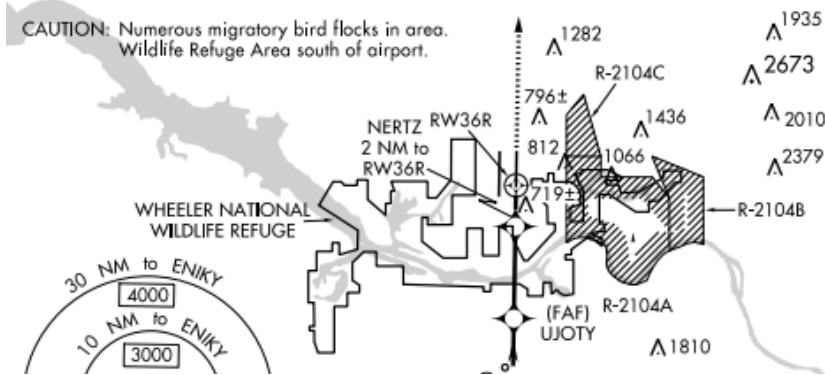 CAUTION: Numerous migratory bird flocks in area.
Wildlife Refuge Area south of airport.
1282
1935
2673
R-2104C
796±
RW36R
NERTZ
2 NM to
RW36R
1436
2010
812
1066
2379
719±
WHEELER NATIONAL
WILDLIFE REFUGE
R-2104B
30 NM to ENIKY
4000
R-2104A
(FAF)
UJOTY
10 NM to ENIKY
3000
1810